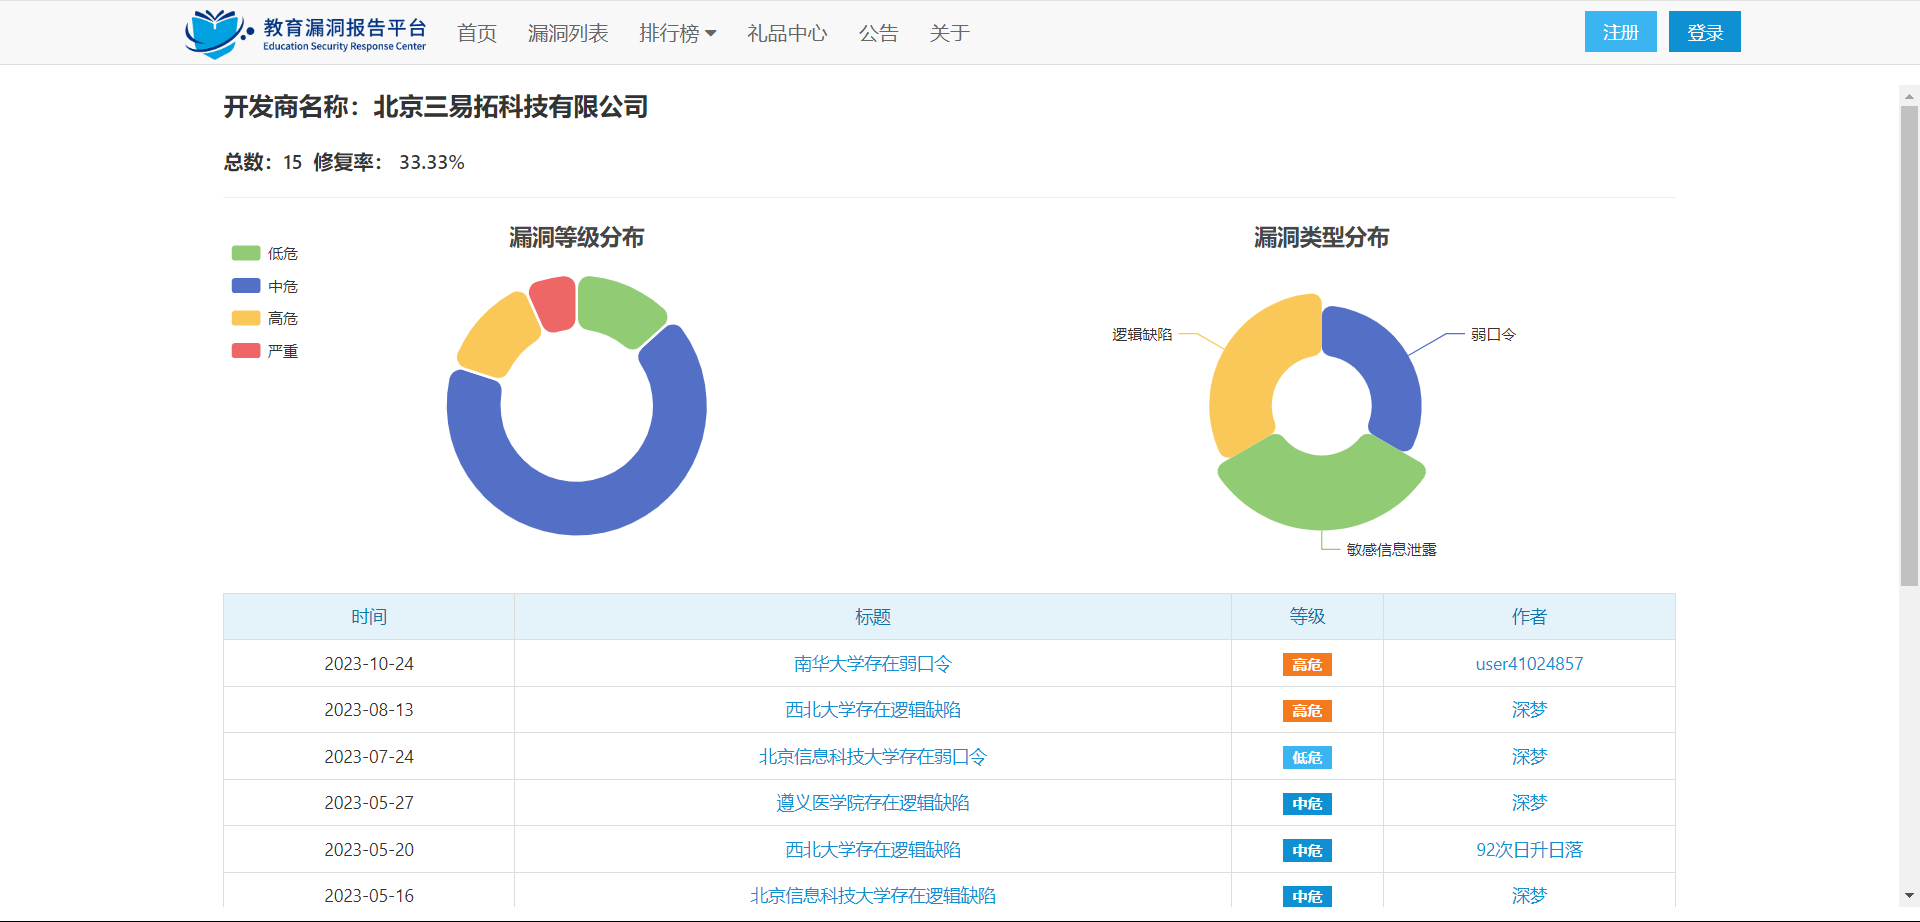 教育漏洞报告平台
Education Security Response Center
首页 漏洞列表 排行榜 礼品中心 公告 关于
注册 登录
开发商名称：北京三易拓科技有限公司
总数：15 修复率： 33.33%
漏洞等级分布
低危
中危
高危
严重
漏洞类型分布
逻辑缺陷
弱口令
敏感信息泄露
时间 标题 等级 作者
2023-10-24 南华大学存在弱口令 高危 user41024857
2023-08-13 西北大学存在逻辑缺陷 高危 深梦
2023-07-24 北京信息科技大学存在弱口令 低危 深梦
2023-05-27 遵义医学院存在逻辑缺陷 中危 深梦
2023-05-20 西北大学存在逻辑缺陷 中危 92次日升日落
2023-05-16 北京信息科技大学存在逻辑缺陷 中危 深梦